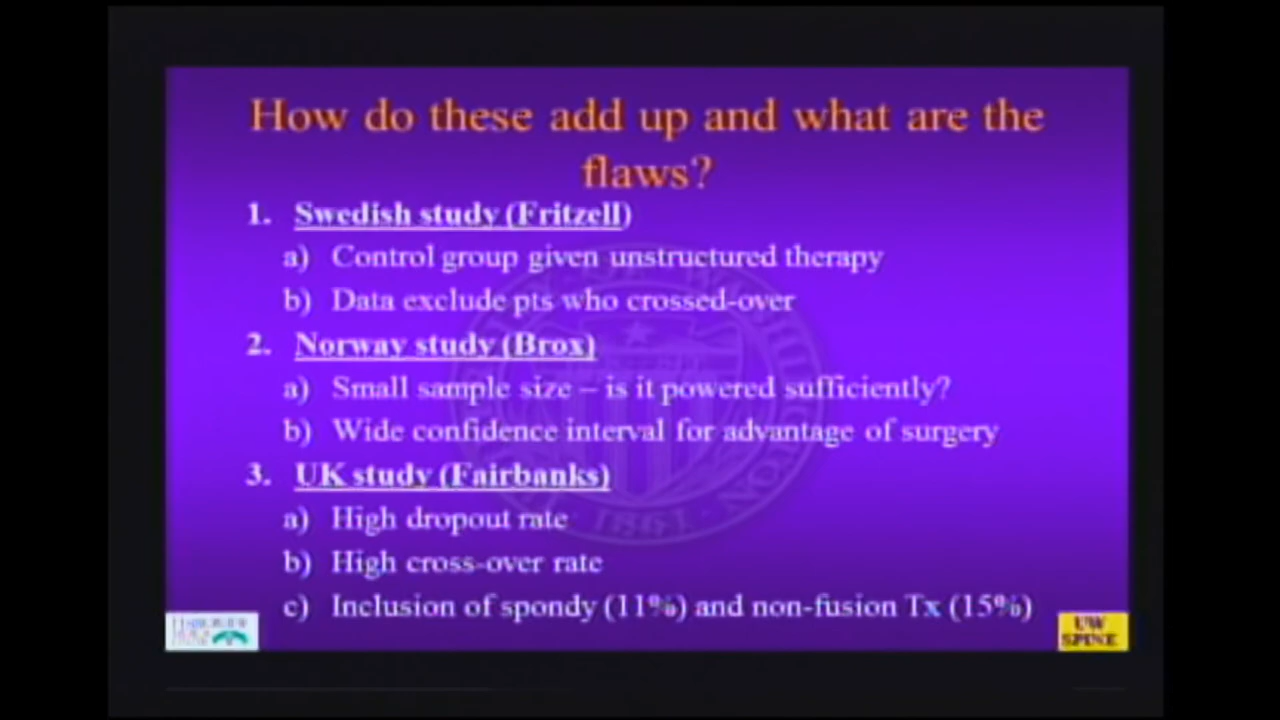 How do these add up and what are the
flaws?
1. Swedish study (Fritzell)
a) Control group given unstructured therapy
b) Data exclude pts who crossed-over
2. Norway study (Brox)
a) Small sample size – is it powered sufficiently?
b) Wide confidence interval for advantage of surgery
3. UK study (Fairbanks)
a) High dropout rate
b) High cross-over rate
c) Inclusion of spondy (11%) and non-fusion Tx (15%)
UW
SPINE
WASHINGTON
1861